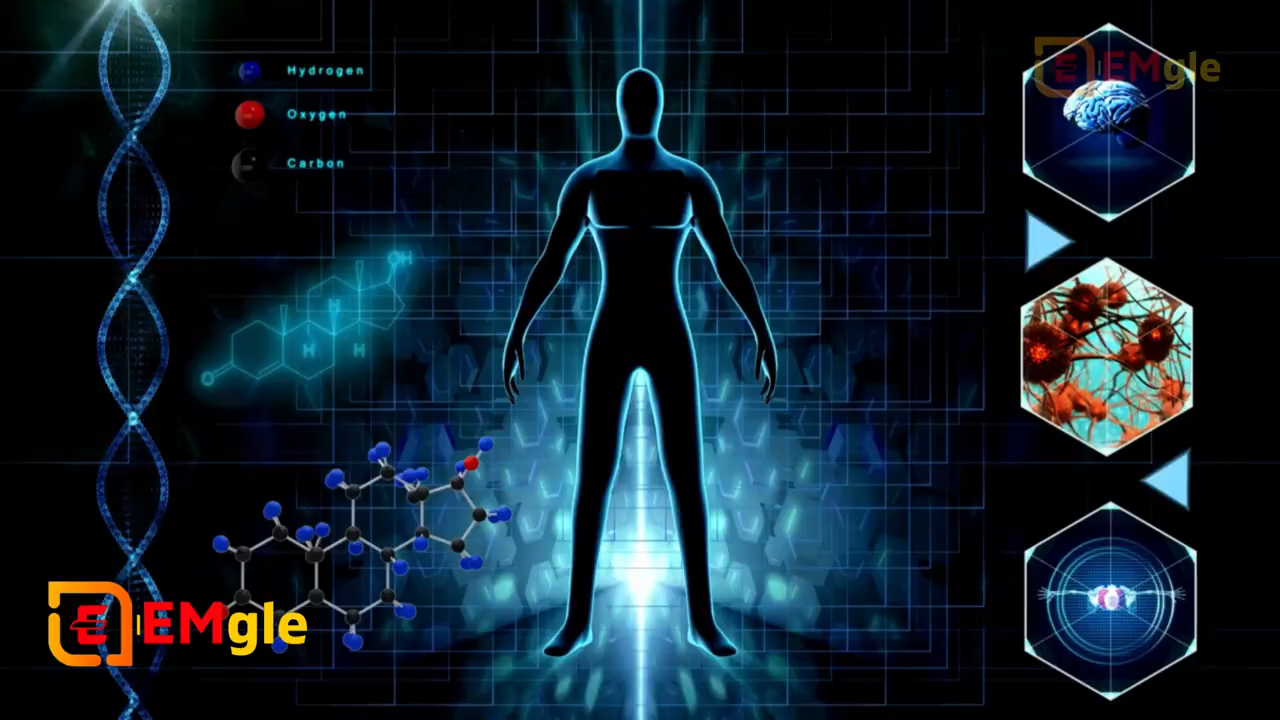 Hydrogen
Oxygen
Carbon
EMgle
OH
H
H
H
O
E EMgle